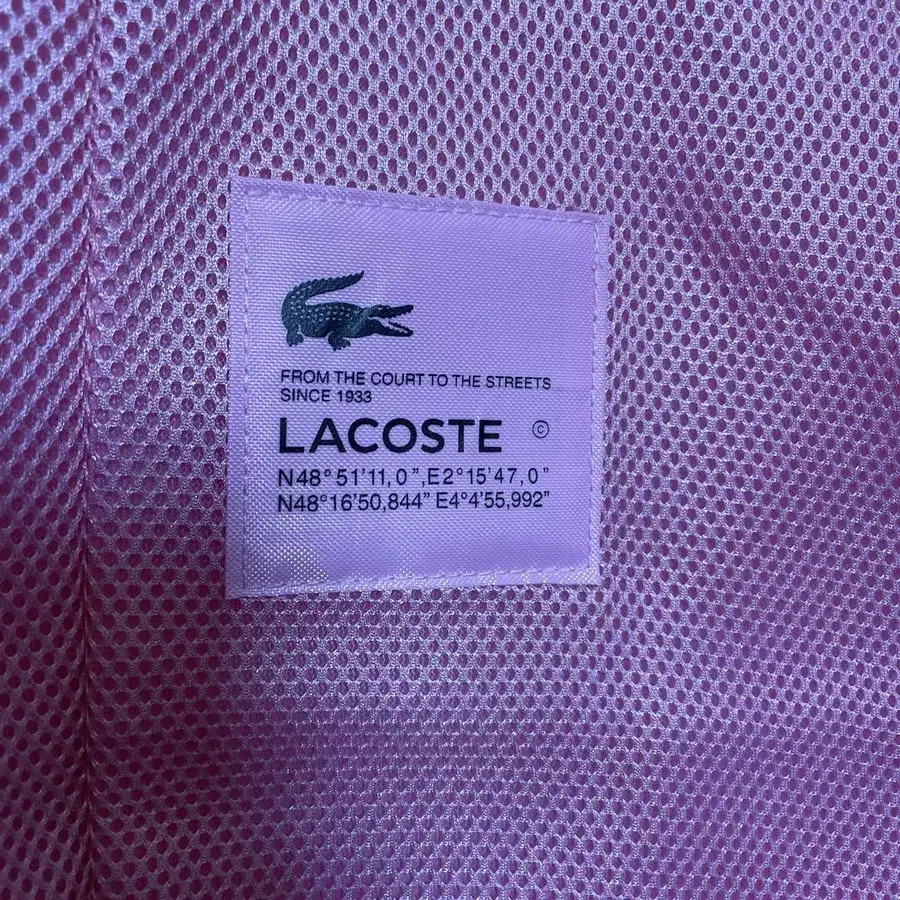 FROM THE COURT TO THE STREETS
SINCE 1933
LACOSTE ©
N48°51'11,0",E2°15'47,0"
N48°16'50,844” E4°4'55,992”